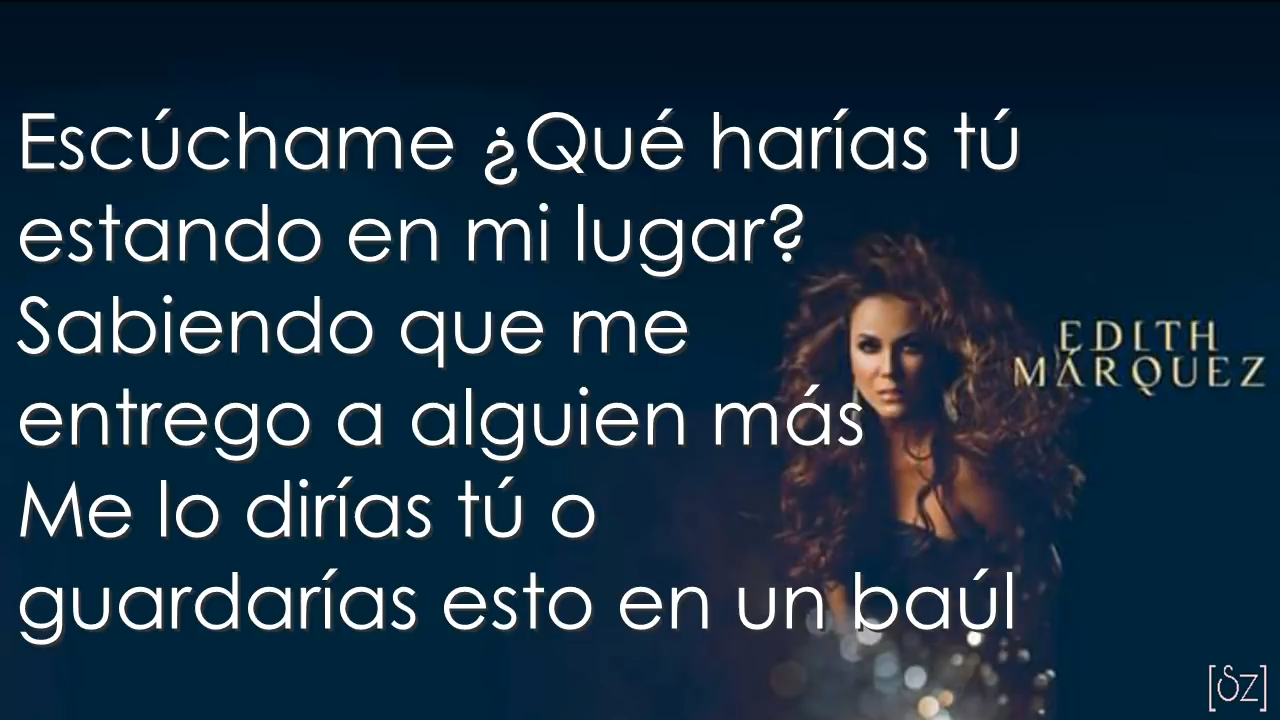 Escúchame ¿Qué harías tú
estando en mi lugar?
Sabiendo que me
entrego a alguien más
Me lo dirías tú o
guardarías esto en un baúl
EDITH
MÁRQUEZ
[SZ]